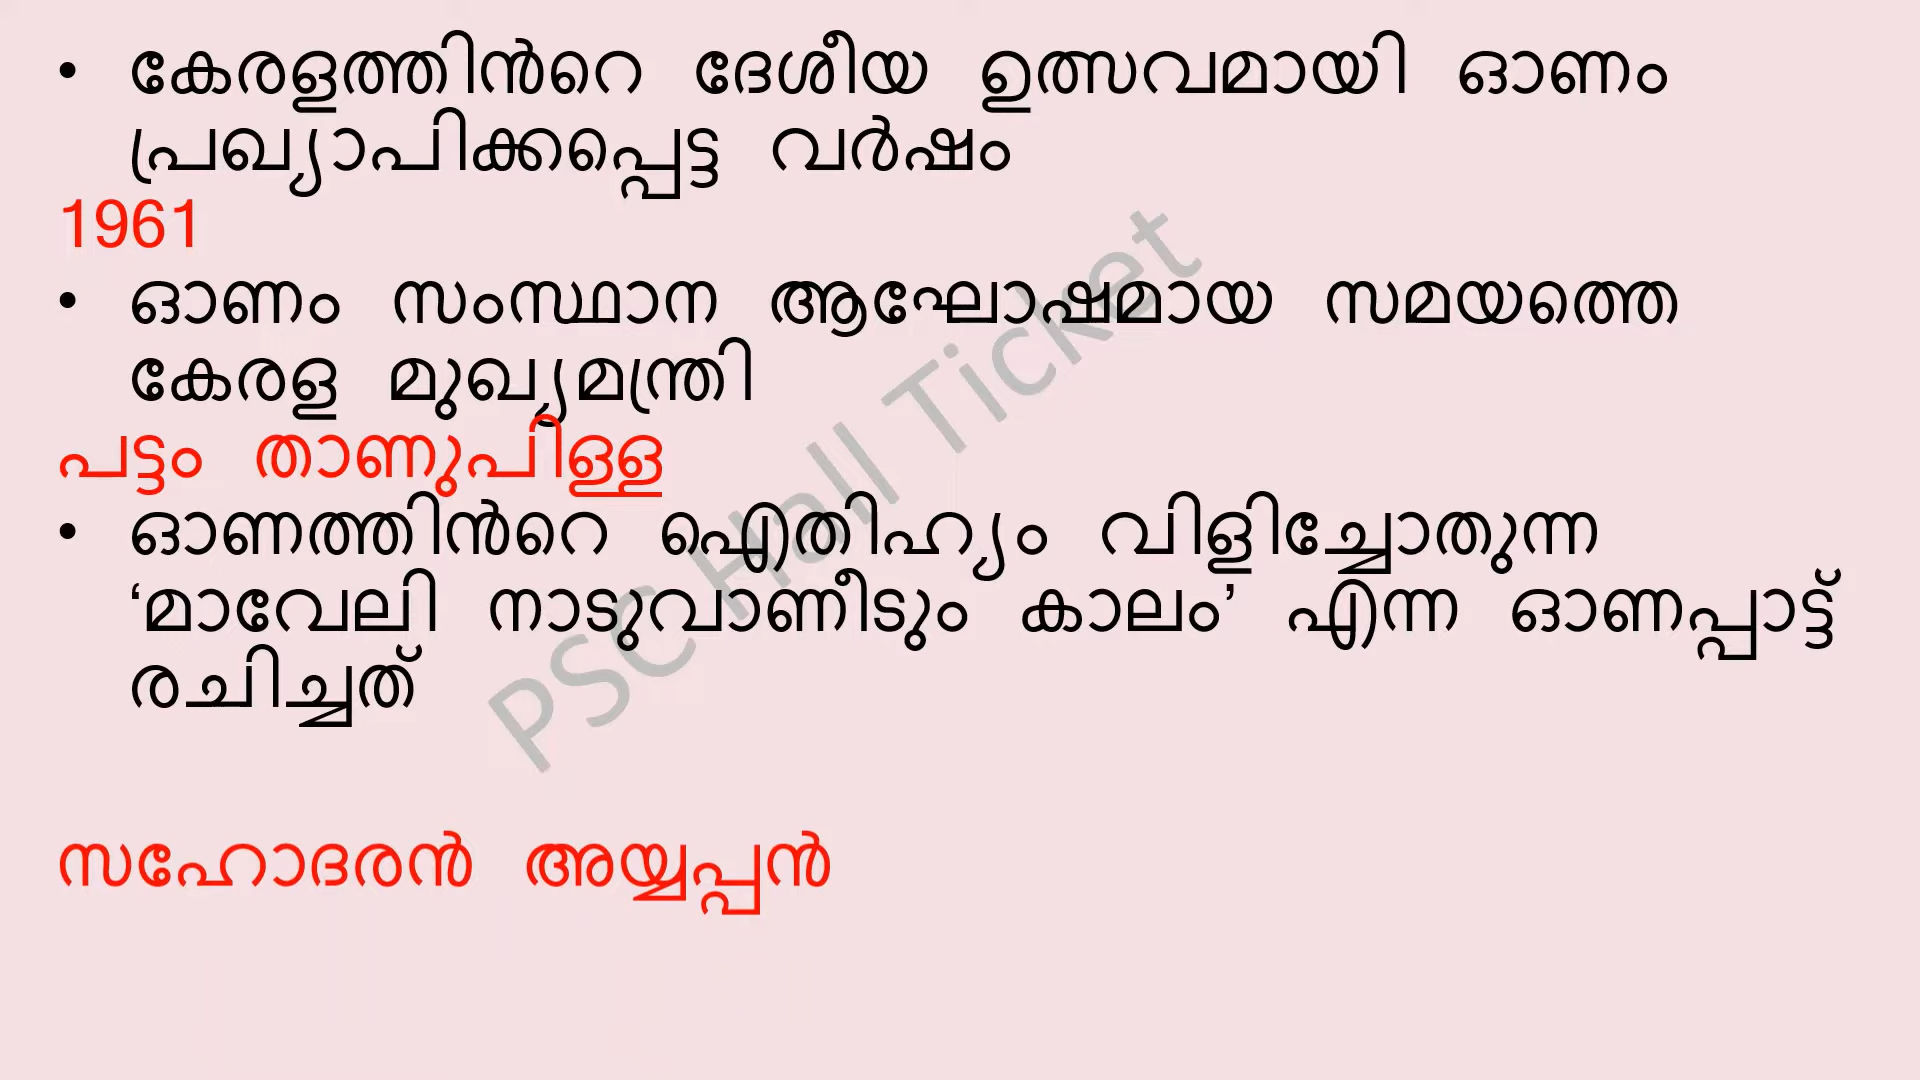 • കേരളത്തിൻറെ ദേശീയ ഉത്സവമായി ഓണം
പ്രഖ്യാപിക്കപ്പെട്ട വർഷം
1961
• ഓണം സംസ്ഥാന ആഘോഷമായ സമയത്തെ
കേരള മുഖ്യമന്ത്രി
പട്ടം താണുപിള്ള
• ഓണത്തിൻറെ ഐതിഹ്യം വിളിച്ചോതുന്ന
‘മാവേലി നാടുവാണീടും കാലം’ എന്ന ഓണപ്പാട്ട്
രചിച്ചത്
സഹോദരൻ അയ്യപ്പൻ
PSC Hall Ticket